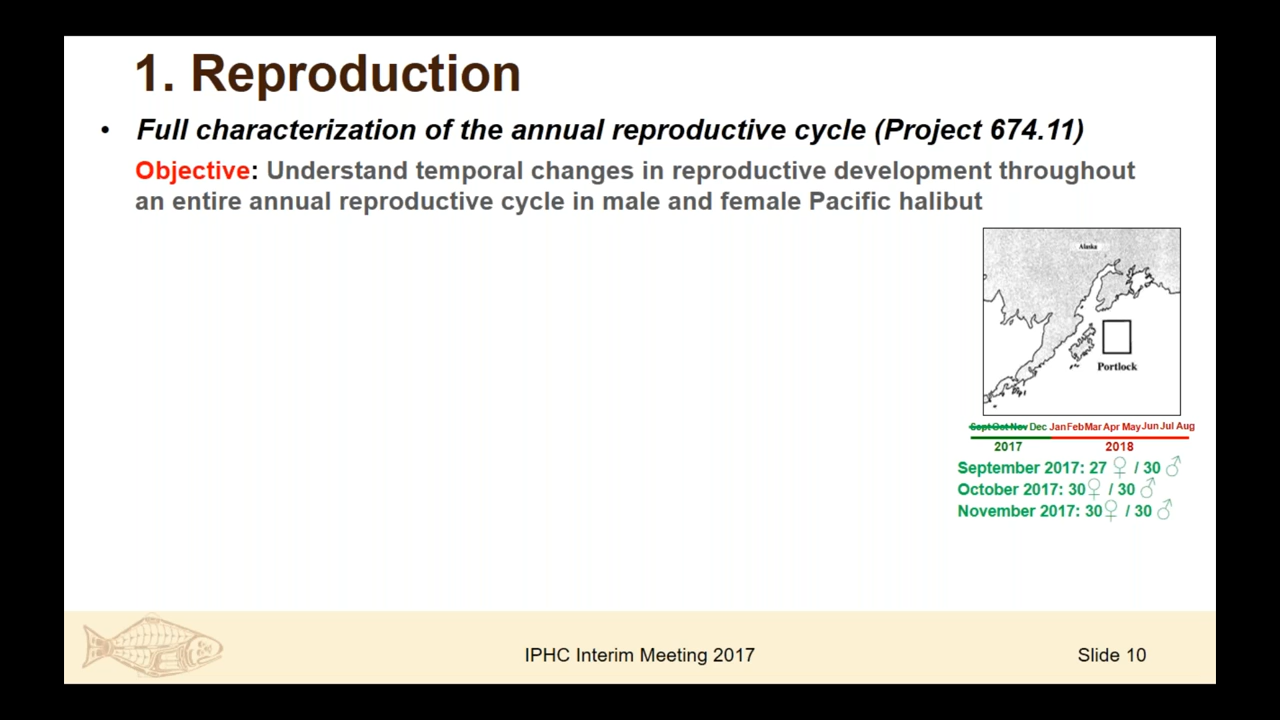 1. Reproduction
• Full characterization of the annual reproductive cycle (Project 674.11)
Objective: Understand temporal changes in reproductive development throughout
an entire annual reproductive cycle in male and female Pacific halibut
Alaska
Portlock
Sept Oct Nov Dec Jan Feb Mar Apr May Jun Jul Aug
2017 2018
September 2017: 27 ♀ / 30 ♂
October 2017: 30♀ / 30 ♂
November 2017: 30♀ / 30 ♂
IPHC Interim Meeting 2017
Slide 10